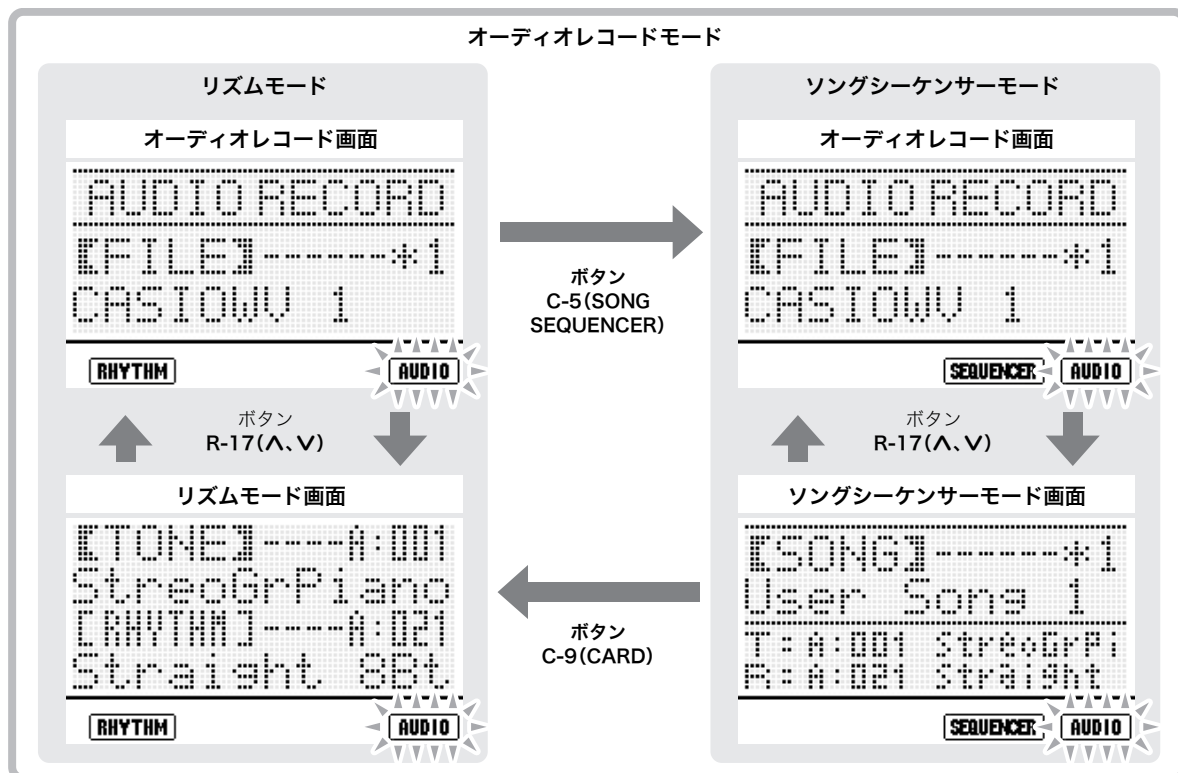 オーディオレコードモード
リズムモード
オーディオレコード画面
AUDIO RECORD
【FILE】------*1
CASIOWV 1
RHYTHM
AUDIO
ボタン
R-17(∧、∨)
リズムモード画面
【TONE】----A:001
StreoGrPiano
[RHYTHM]----A:021
Straight 8Bt
RHYTHM
AUDIO
ボタン
C-5(SONG
SEQUENCER)
ボタン
C-9(CARD)
ソングシーケンサーモード
オーディオレコード画面
AUDIO RECORD
【FILE】------*1
CASIOWV 1
SEQUENCER
AUDIO
ボタン
R-17(∧、∨)
ソングシーケンサーモード画面
【SONG】------*1
User Song 1
T:A:001 StreoGrPi
R:A:021 Straight
SEQUENCER
AUDIO